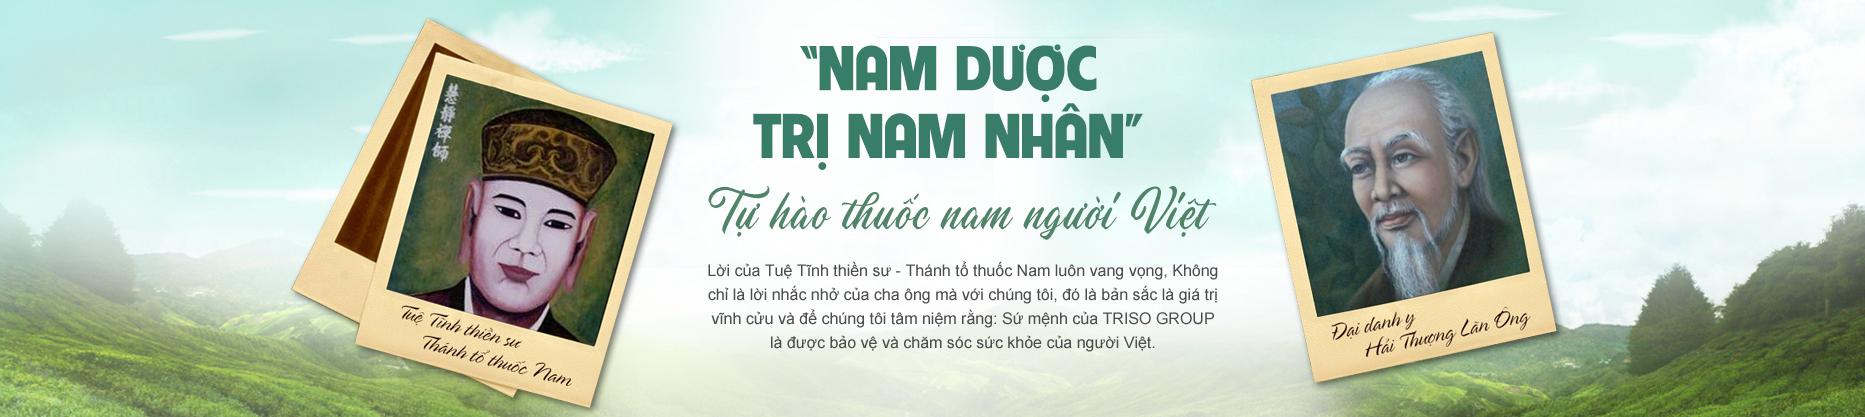 慧靜禪師
Tuệ Tĩnh thiền sư
Thánh tổ thuốc Nam
“NAM DƯỢC
TRỊ NAM NHÂN”
Tự hào thuốc nam người Việt
Lời của Tuệ Tĩnh thiền sư - Thánh tổ thuốc Nam luôn vang vọng, Không
chỉ là lời nhắc nhở của cha ông mà với chúng tôi, đó là bản sắc là giá trị
vĩnh cửu và để chúng tôi tâm niệm rằng: Sứ mệnh của TRISO GROUP
là được bảo vệ và chăm sóc sức khỏe của người Việt.
Đại danh y
Hải Thượng Lãn Ông